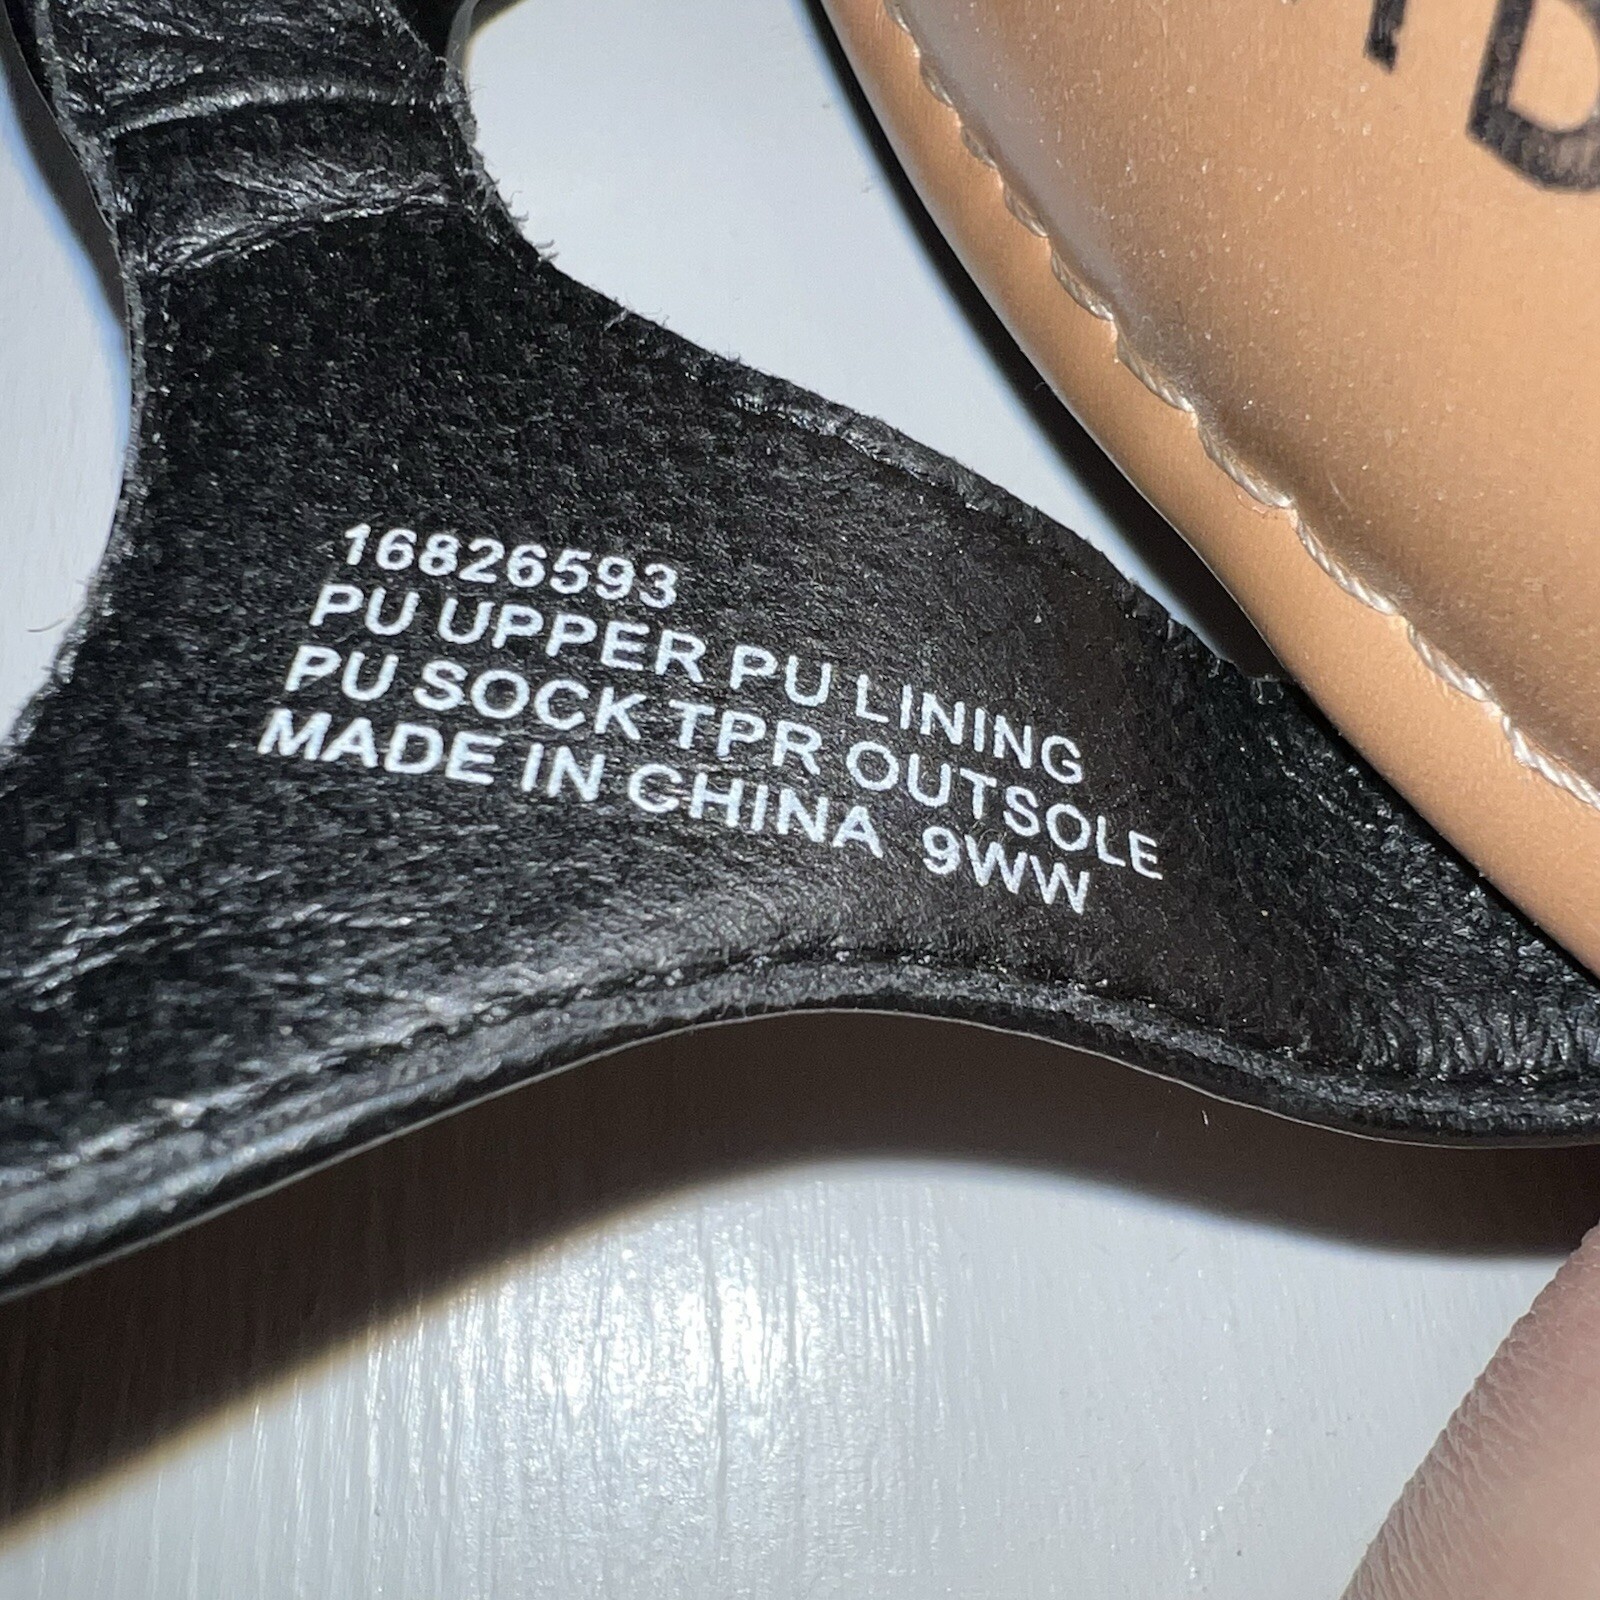 16826593
PU UPPER PU LINING
PU SOCK TPR OUTSOLE
MADE IN CHINA 9WW